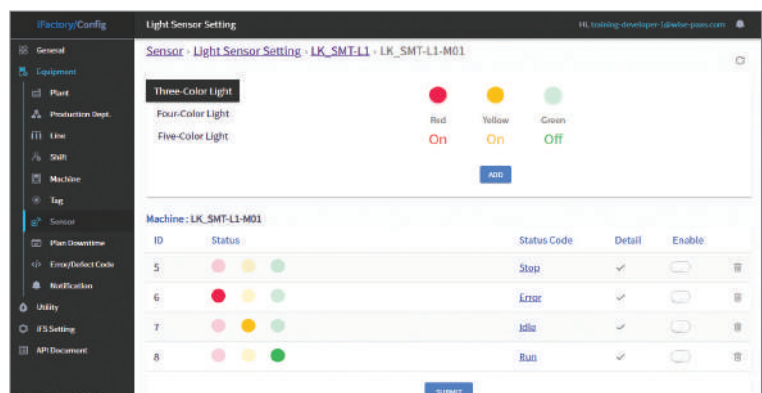 iFactory/Config
Light Sensor Setting
Hi, training-developer-1@wise-paas.com
General
Equipment
Plant
Production Dept.
Line
Shift
Machine
Tag
Sensor
Plan Downtime
Error/Defect Code
Notification
Utility
iFS Setting
API Document
Sensor › Light Sensor Setting › LK_SMT-L1 › LK_SMT-L1-M01
Three-Color Light
Four-Color Light
Five-Color Light
Red Yellow Green
On On Off
ADD
Machine : LK_SMT-L1-M01
ID Status Status Code Detail Enable
5 Stop
6 Error
7 Idle
8 Run
SUBMIT